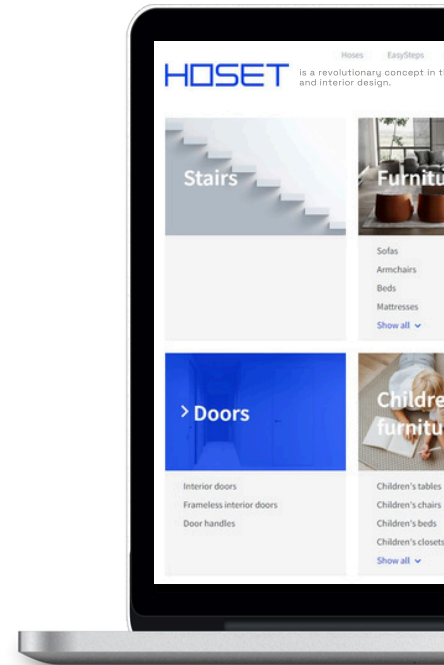 Hoses EasySteps
HOSET
is a revolutionary concept in th
and interior design.
Stairs
Furnitu
Sofas
Armchairs
Beds
Mattresses
Show all
Doors
Interior doors
Frameless interior doors
Door handles
Childre
furnitu
Children's tables
Children's chairs
Children's beds
Children's closets
Show all